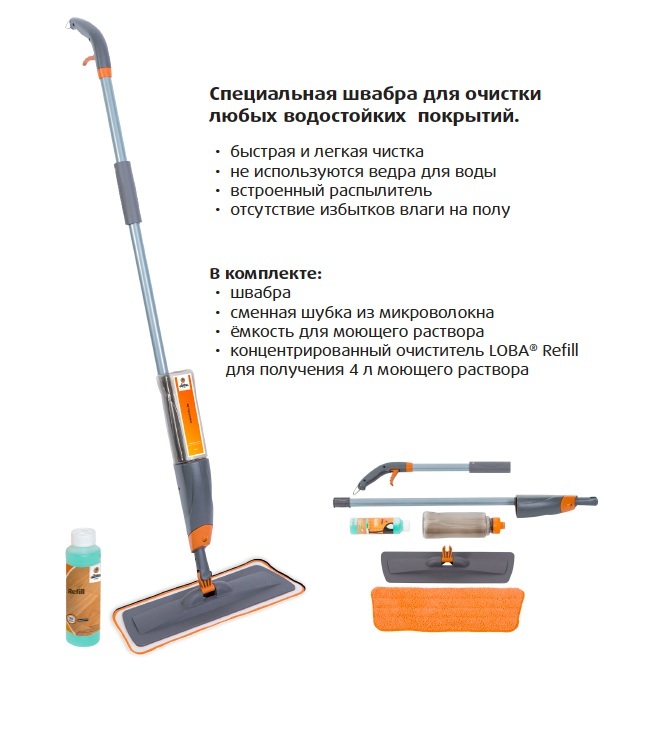 Специальная швабра для очистки
любых водостойких покрытий.
• быстрая и легкая чистка
• не используются ведра для воды
• встроенный распылитель
• отсутствие избытков влаги на полу
В комплекте:
• швабра
• сменная шубка из микроволокна
• ёмкость для моющего раствора
• концентрированный очиститель LOBA® Refill
для получения 4 л моющего раствора
Refill